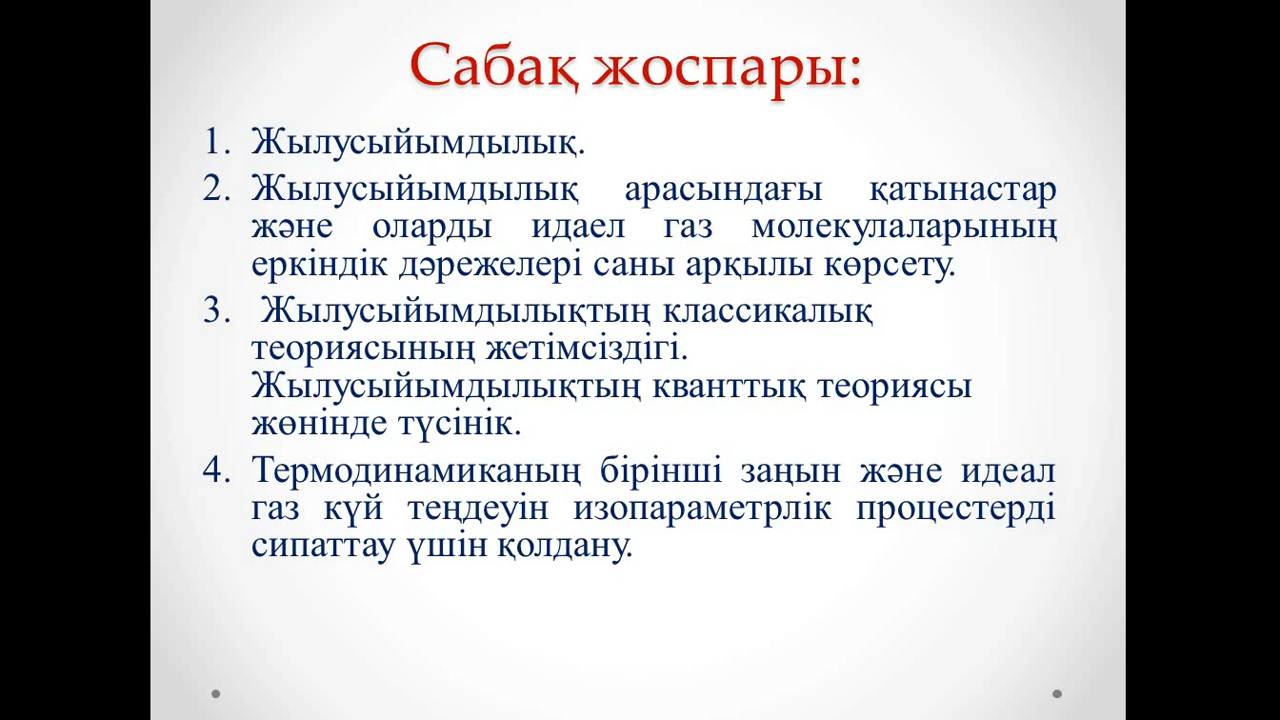 Сабақ жоспары:
1. Жылусыйымдылық.
2. Жылусыйымдылық арасындағы қатынастар
және оларды идаел газ молекулаларының
еркіндік дәрежелері саны арқылы көрсету.
3. Жылусыйымдылықтың классикалық
теориясының жетімсіздігі.
Жылусыйымдылықтың кванттық теориясы
жөнінде түсінік.
4. Термодинамиканың бірінші заңын және идеал
газ күй теңдеуін изопараметрлік процестерді
сипаттау үшін қолдану.